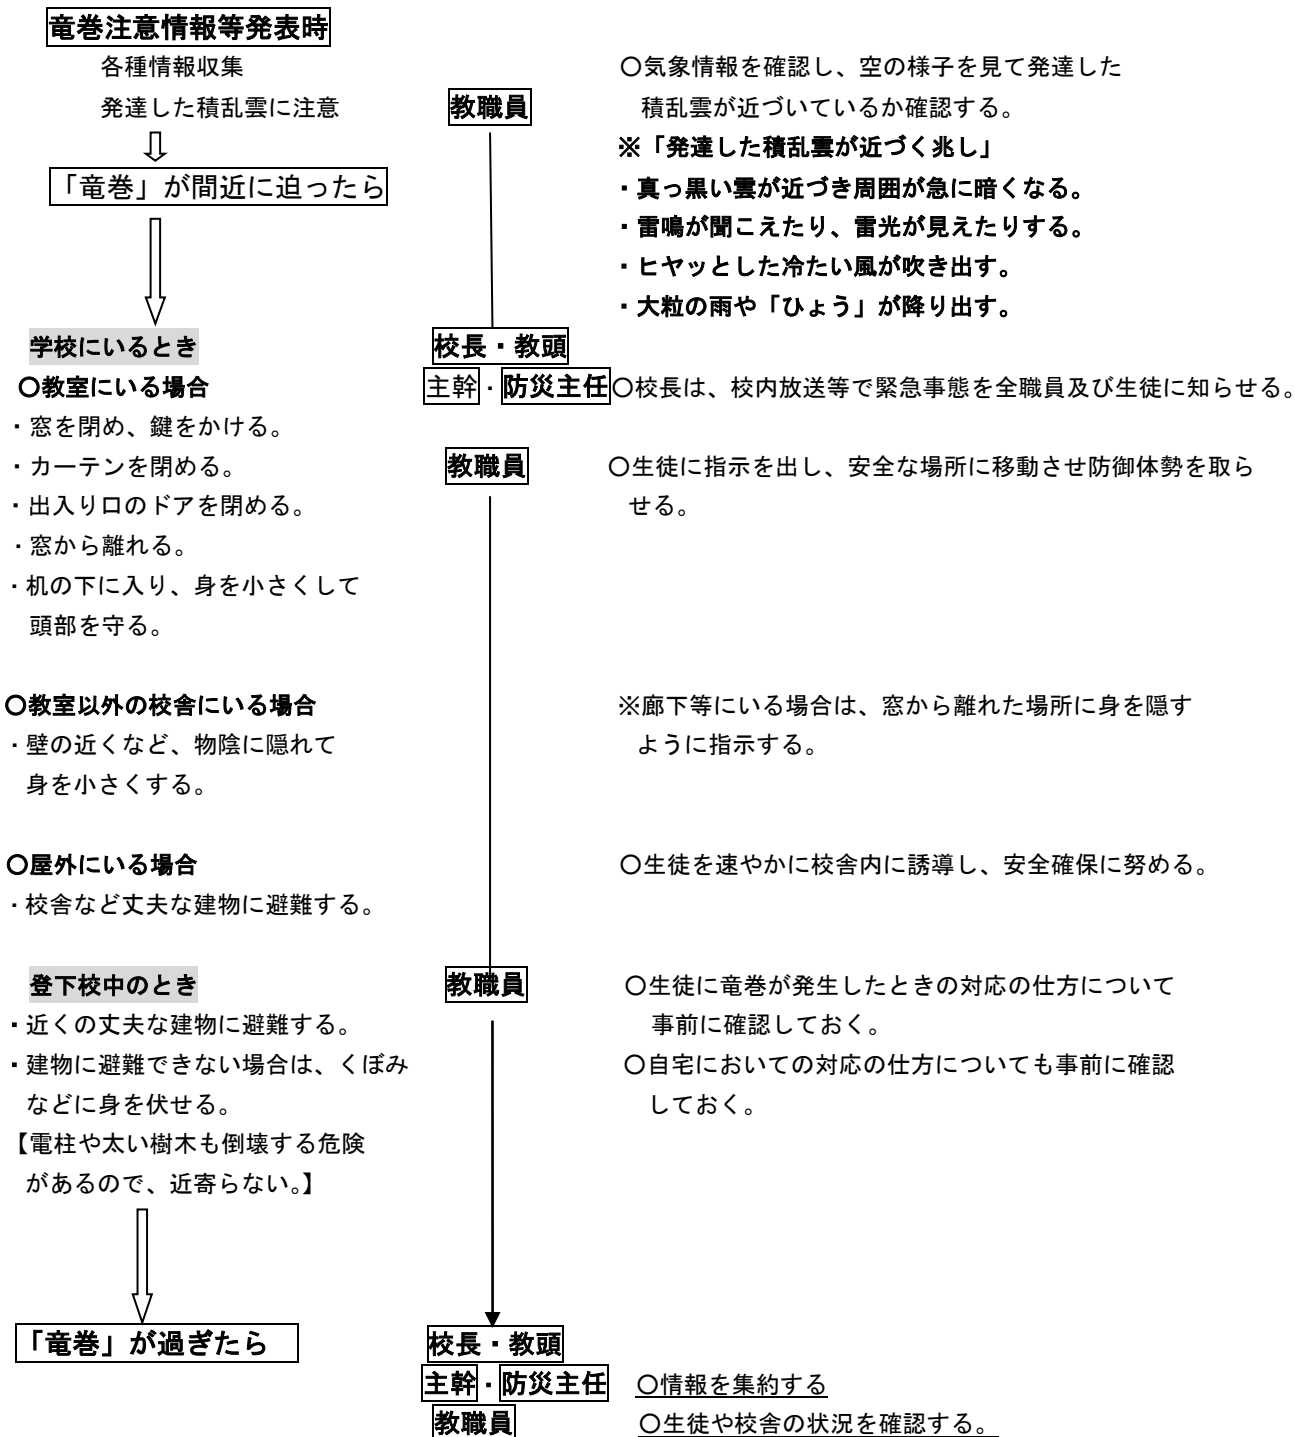 竜巻注意情報等発表時
各種情報収集
〇気象情報を確認し、空の様子を見て発達した
発達した積乱雲に注意
教職員
積乱雲が近づいているか確認する。
※「発達した積乱雲が近づく兆し」
「竜巻」が間近に迫ったら
・真っ黒い雲が近づき周囲が急に暗くなる。
・雷鳴が聞こえたり、雷光が見えたりする。
・ヒヤッとした冷たい風が吹き出す。
・大粒の雨や「ひょう」が降り出す。
学校にいるとき
校長・教頭
〇教室にいる場合
主幹・防災主任
〇校長は、校内放送等で緊急事態を全職員及び生徒に知らせる。
・窓を閉め、鍵をかける。
・カーテンを閉める。
教職員
〇生徒に指示を出し、安全な場所に移動させ防御体勢を取ら
・出入り口のドアを閉める。
せる。
・窓から離れる。
・机の下に入り、身を小さくして
頭部を守る。
〇教室以外の校舎にいる場合
※廊下等にいる場合は、窓から離れた場所に身を隠す
・壁の近くなど、物陰に隠れて
ように指示する。
身を小さくする。
〇屋外にいる場合
〇生徒を速やかに校舎内に誘導し、安全確保に努める。
・校舎など丈夫な建物に避難する。
登下校中のとき
教職員
〇生徒に竜巻が発生したときの対応の仕方について
・近くの丈夫な建物に避難する。
事前に確認しておく。
・建物に避難できない場合は、くぼみ
〇自宅においての対応の仕方についても事前に確認
などに身を伏せる。
しておく。
【電柱や太い樹木も倒壊する危険
があるので、近寄らない。】
「竜巻」が過ぎたら
校長・教頭
主幹・防災主任
〇情報を集約する
教職員
〇生徒や校舎の状況を確認する。